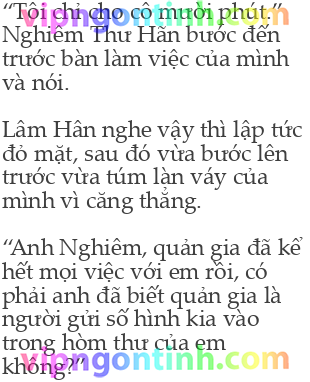 “Tôi chỉ cho cô mười phút.”
Nghiêm Thư Hãn bước đến
trước bàn làm việc của mình
và nói.
Lâm Hân nghe vậy thì lập tức
đỏ mặt, sau đó vừa bước lên
trước vừa túm làn váy của
mình vì căng thẳng.
“Anh Nghiêm, quản gia đã kể
hết mọi việc với em rồi, có
phải anh đã biết quản gia là
người gửi số hình kia vào
trong hòm thư của em
không?”
vipngontinh.com
vipngontinh.com